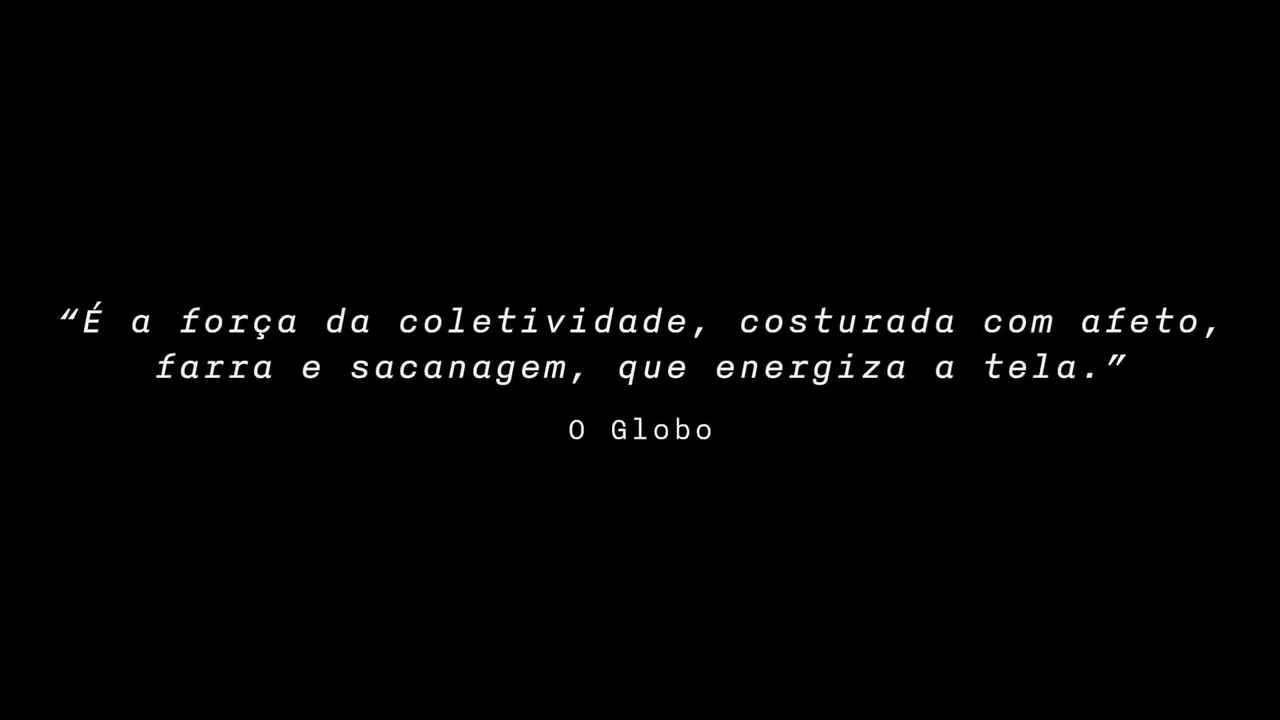 “É a força da coletividade, costurada com afeto,
farra e sacanagem, que energiza a tela.”
O Globo